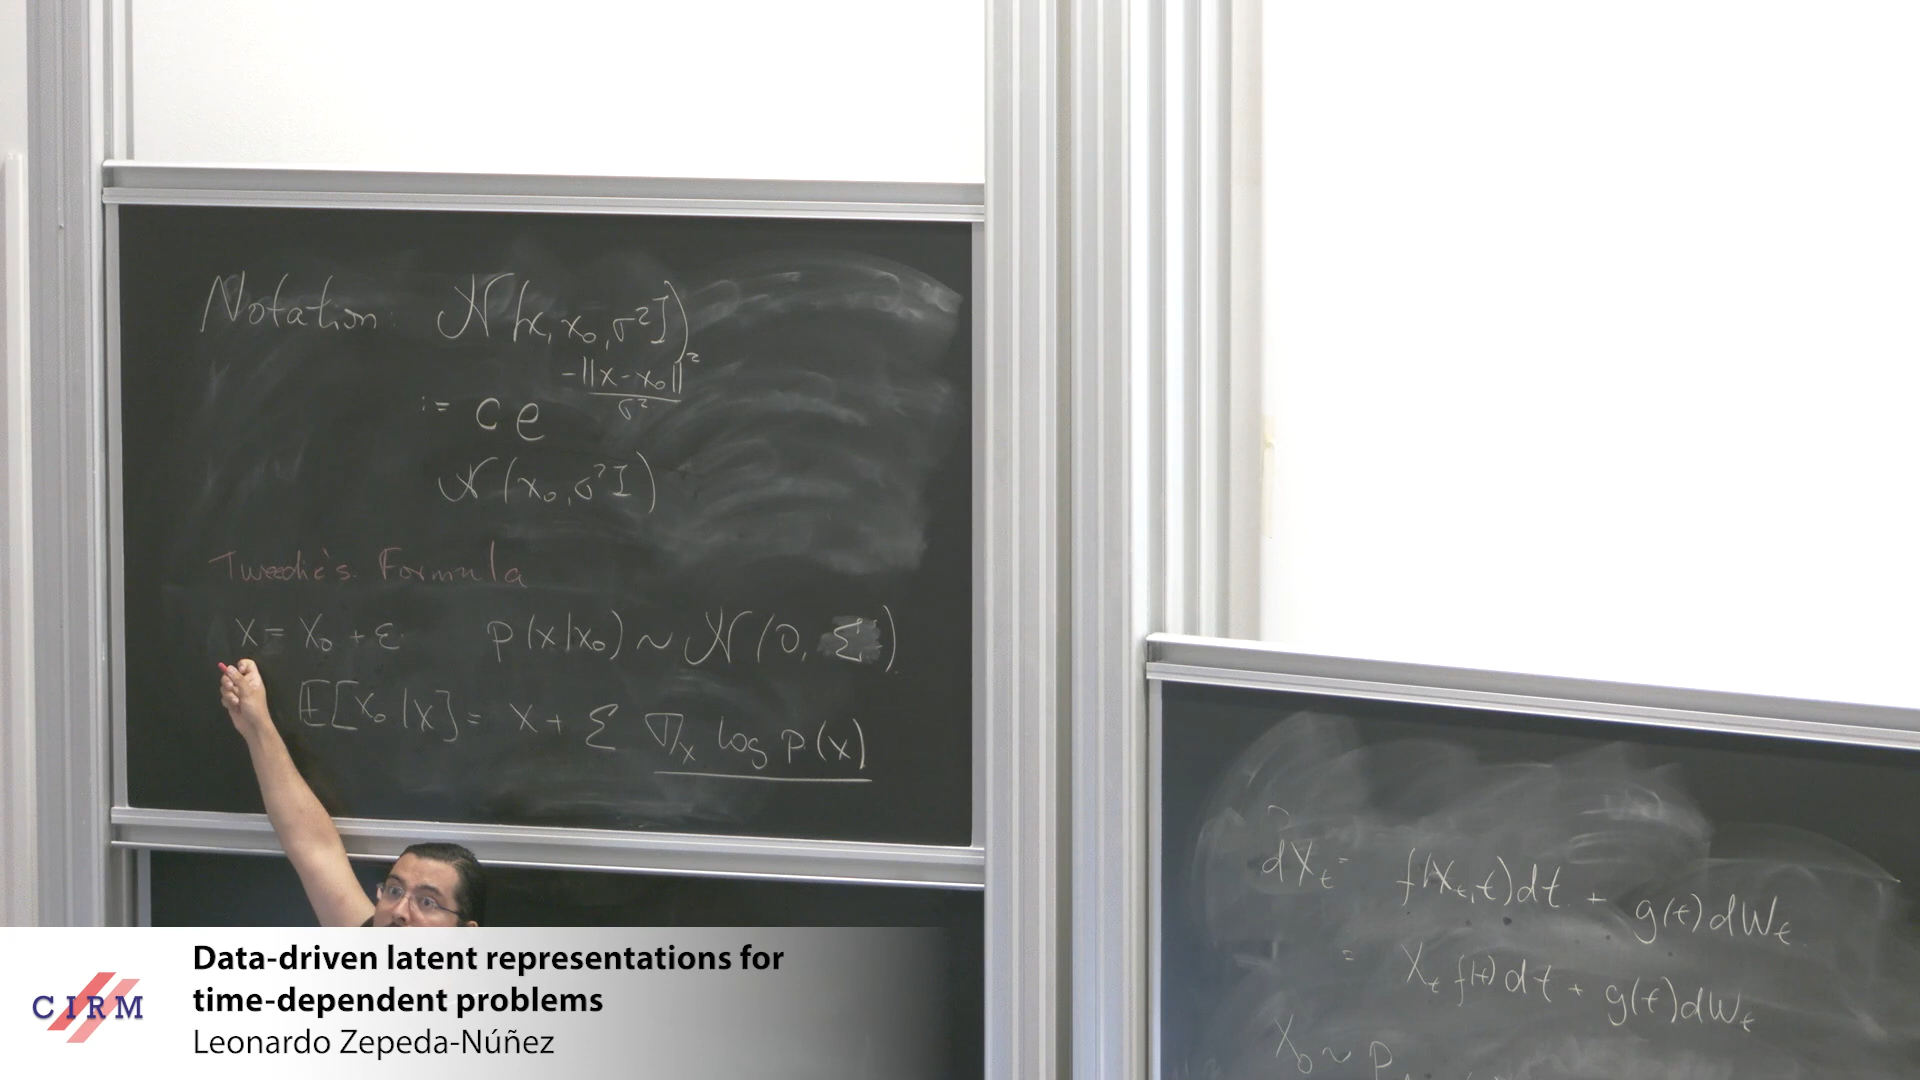 Notation: 𝒩(x, x₀, σ²I)
:= C e^{-||x - x₀||² / σ²}
𝒩(x₀, σ²I)
Tweedie's Formula
X = X₀ + ε p(x|x₀) ~ 𝒩(0, Σ)
𝔼[X₀|X] = X + Σ ∇ₓ log p(x)
dXₜ = f(Xₜ,t)dt + g(t)dWₜ
= Xₜ f(t)dt + g(t)dWₜ
X₀ ~ P
CIRM
Data-driven latent representations for
time-dependent problems
Leonardo Zepeda-Núñez